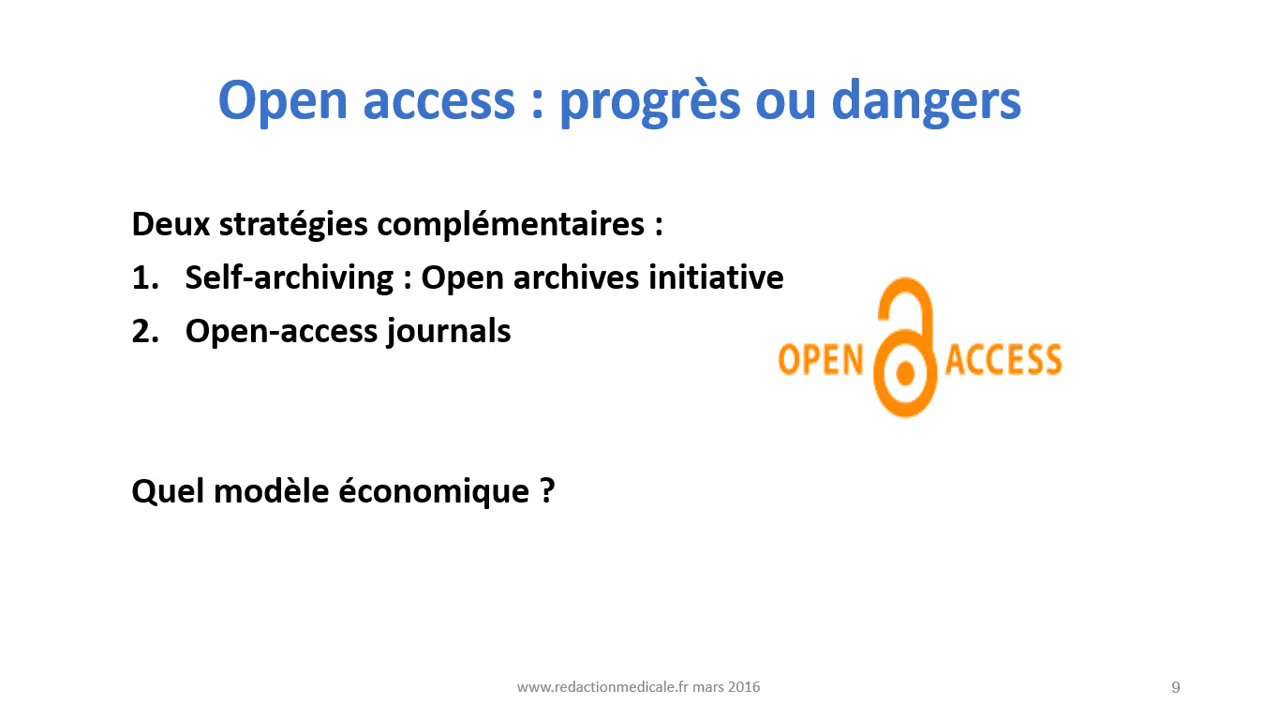 Open access : progrès ou dangers
Deux stratégies complémentaires :
1. Self-archiving : Open archives initiative
2. Open-access journals
OPEN ACCESS
Quel modèle économique ?
www.redactionmedicale.fr mars 2016
9